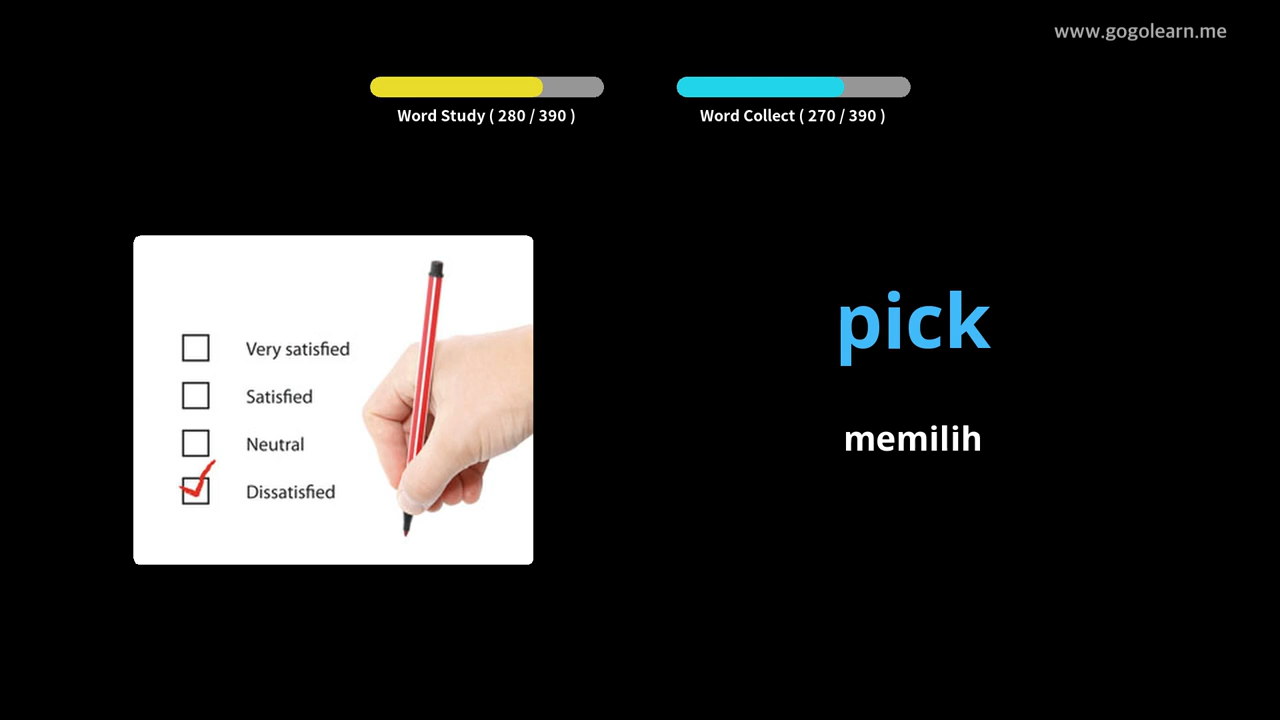 www.gogolearn.me
Word Study ( 280 / 390 )
Word Collect ( 270 / 390 )
Very satisfied
Satisfied
Neutral
Dissatisfied
pick
memilih